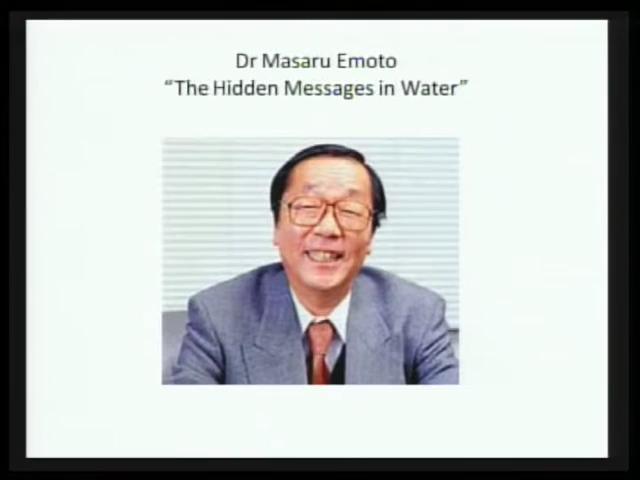 Dr Masaru Emoto
“The Hidden Messages in Water”